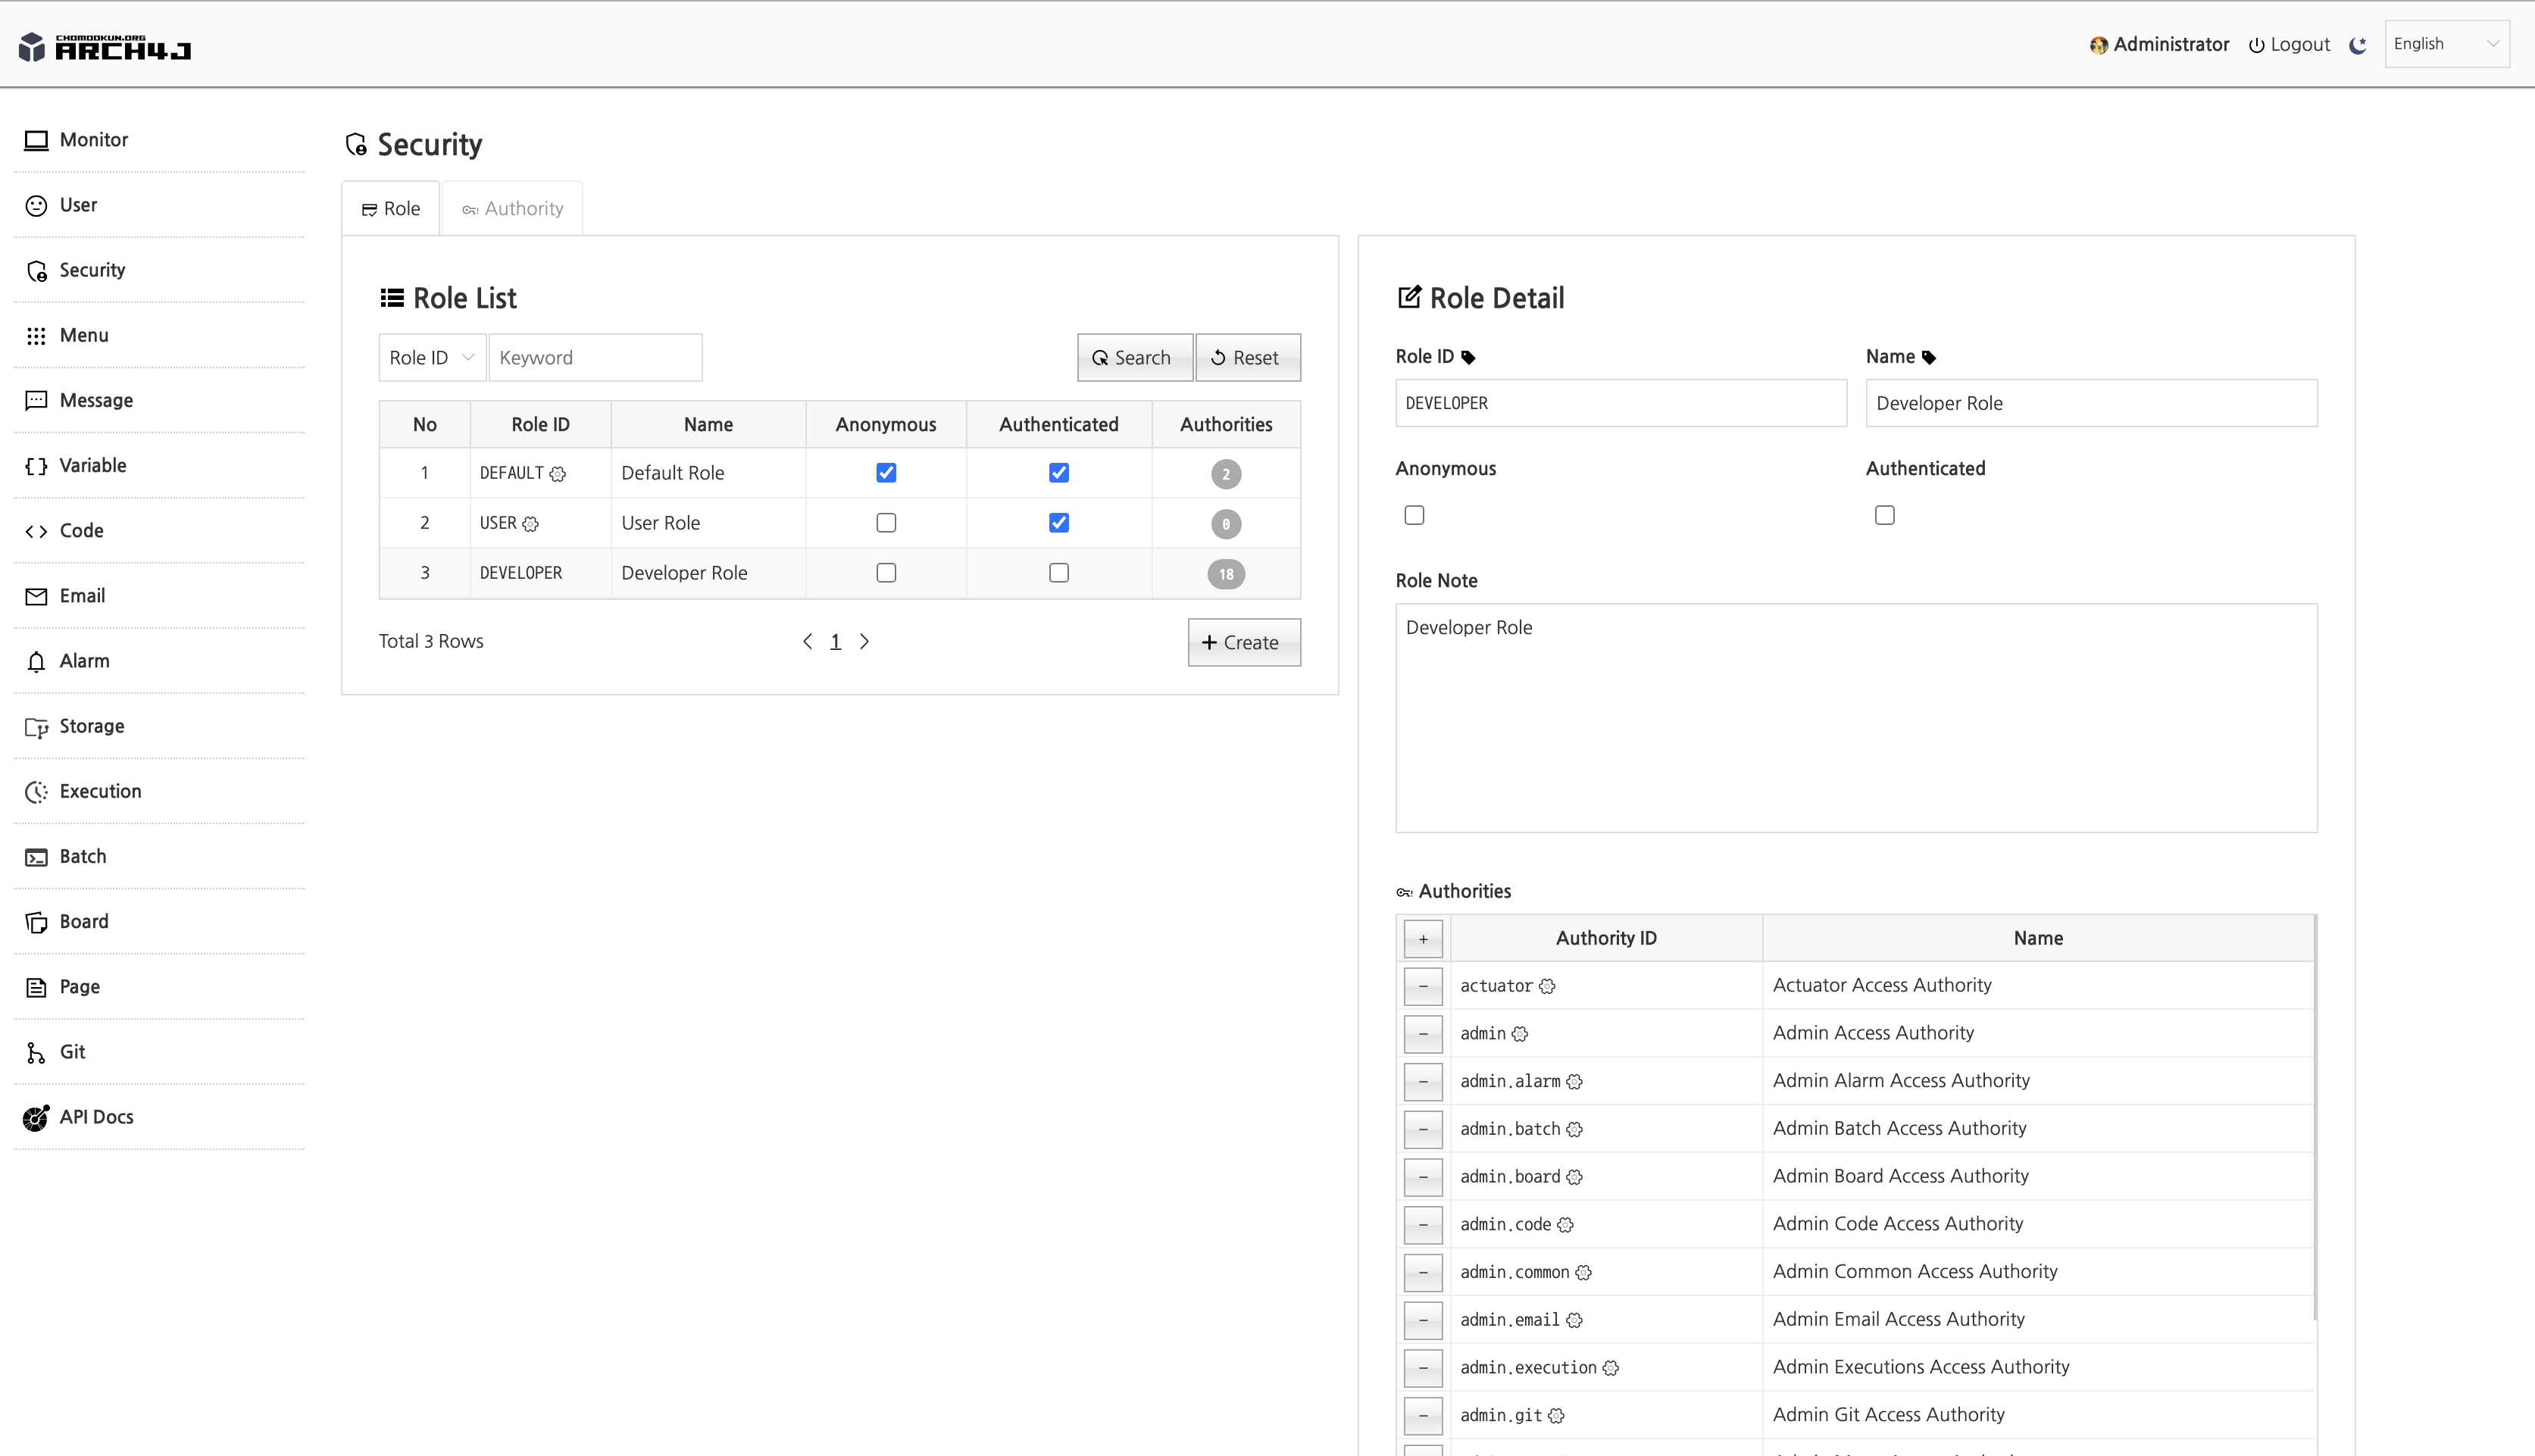 CHOMOOKUN.ORG
ARCH4J
Administrator
Logout
English
Monitor
User
Security
Menu
Message
Variable
Code
Email
Alarm
Storage
Execution
Batch
Board
Page
Git
API Docs
Security
Role
Authority
Role List
Role ID
Keyword
Search
Reset
No Role ID Name Anonymous Authenticated Authorities
1 DEFAULT Default Role 2
2 USER User Role 0
3 DEVELOPER Developer Role 18
Total 3 Rows
1
+ Create
Role Detail
Role ID
Name
DEVELOPER
Developer Role
Anonymous
Authenticated
Role Note
Developer Role
Authorities
+ Authority ID Name
- actuator Actuator Access Authority
- admin Admin Access Authority
- admin.alarm Admin Alarm Access Authority
- admin.batch Admin Batch Access Authority
- admin.board Admin Board Access Authority
- admin.code Admin Code Access Authority
- admin.common Admin Common Access Authority
- admin.email Admin Email Access Authority
- admin.execution Admin Executions Access Authority
- admin.git Admin Git Access Authority